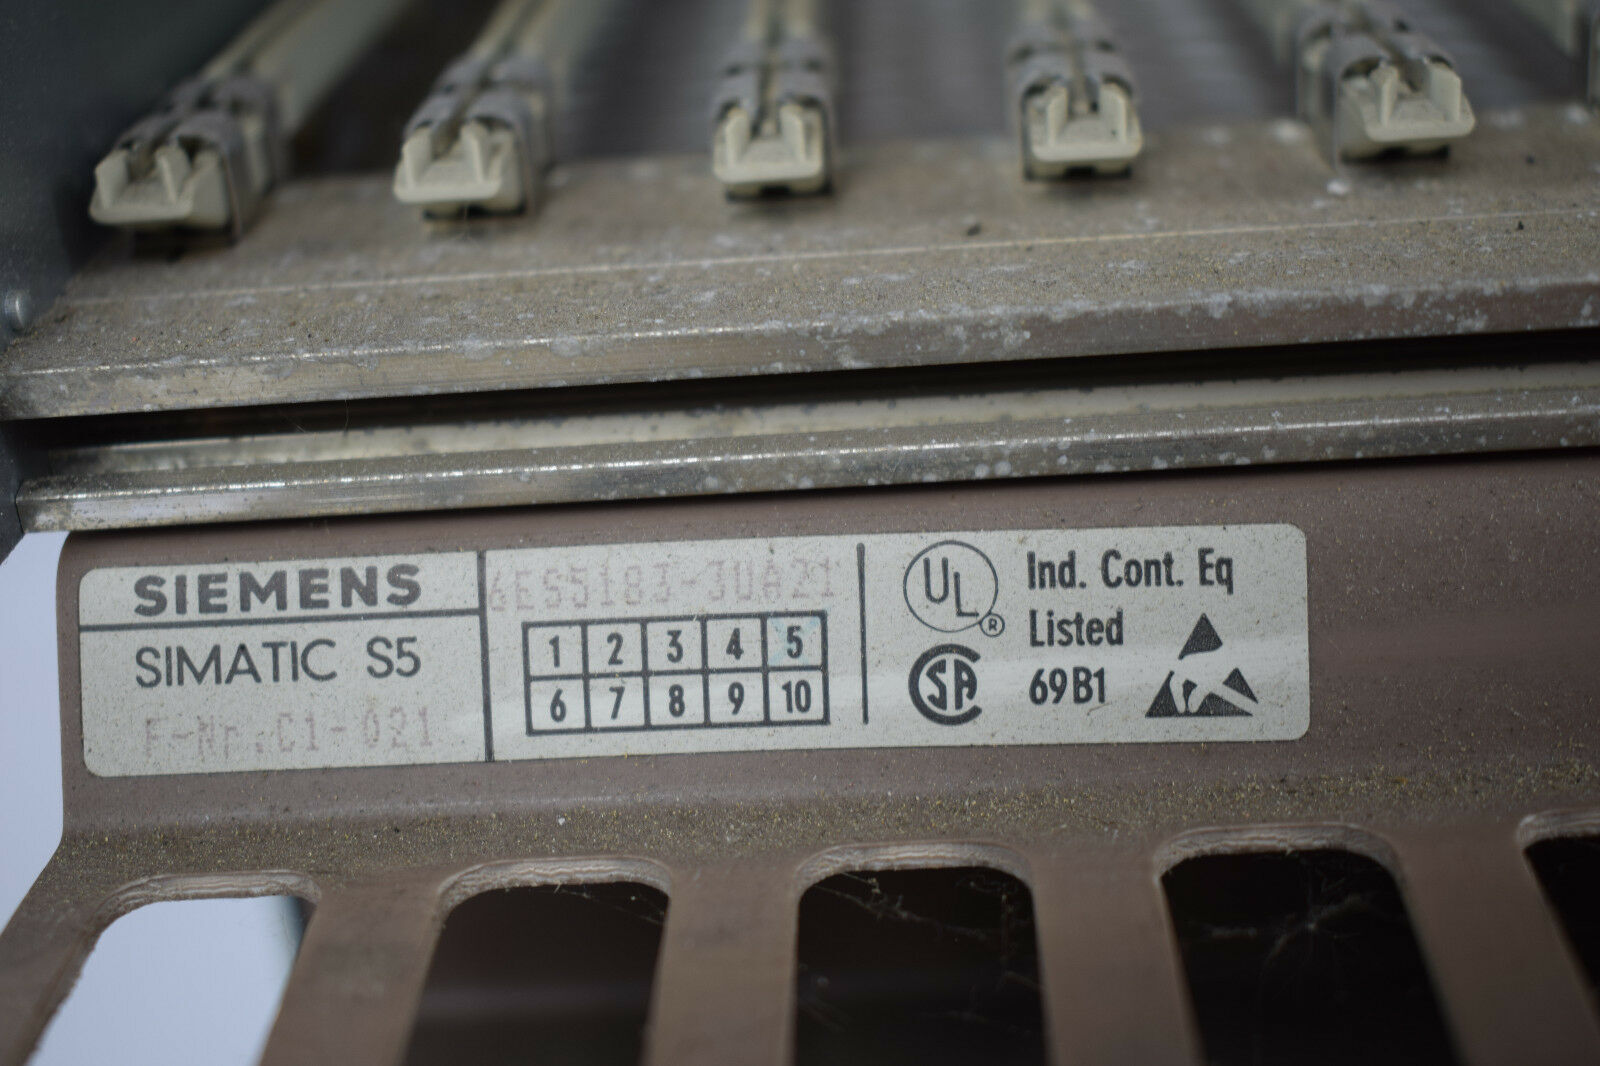 SIEMENS
SIMATIC S5
F-Nr.C1-021
6ES5183-3UA21
1 2 3 4 5
6 7 8 9 10
UL ®
CSA
Ind. Cont. Eq
Listed
69B1